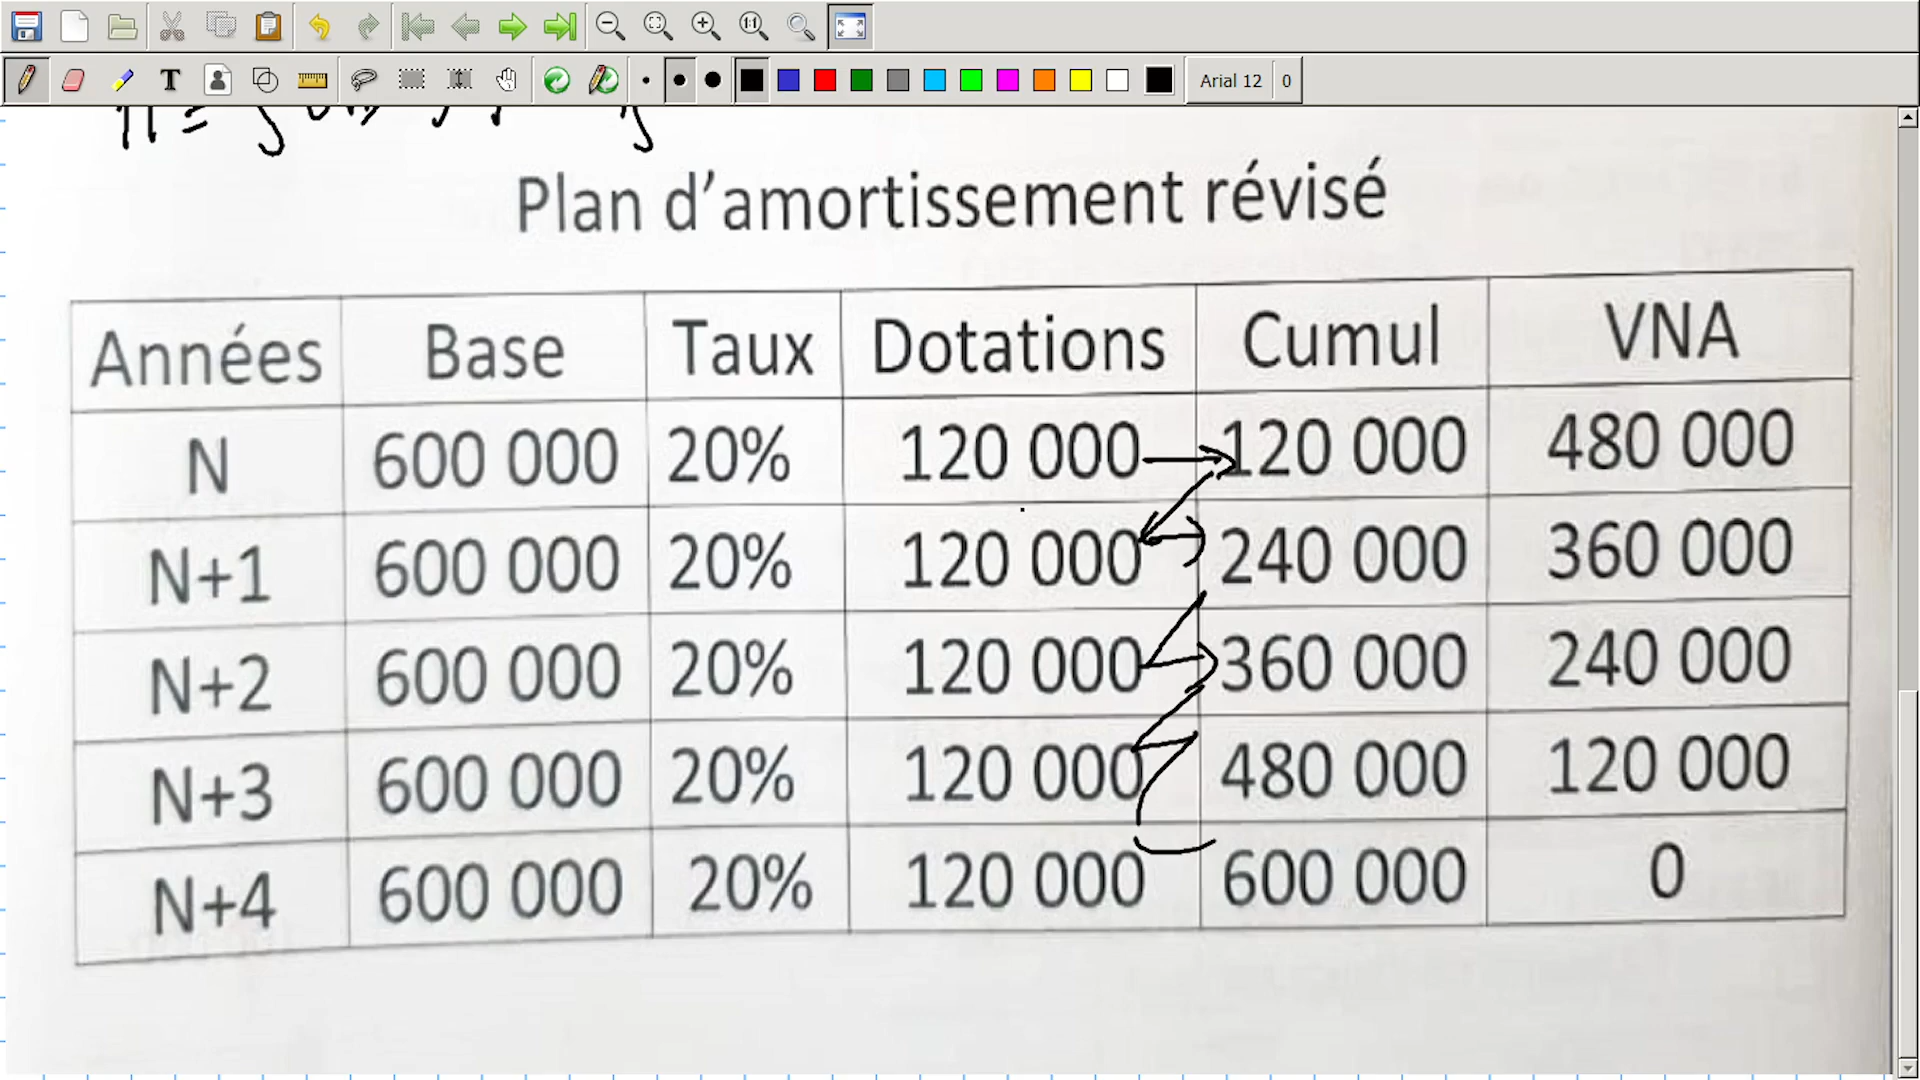 Arial 12 0
Plan d'amortissement révisé
Années Base Taux Dotations Cumul VNA
N 600 000 20% 120 000 120 000 480 000
N+1 600 000 20% 120 000 240 000 360 000
N+2 600 000 20% 120 000 360 000 240 000
N+3 600 000 20% 120 000 480 000 120 000
N+4 600 000 20% 120 000 600 000 0